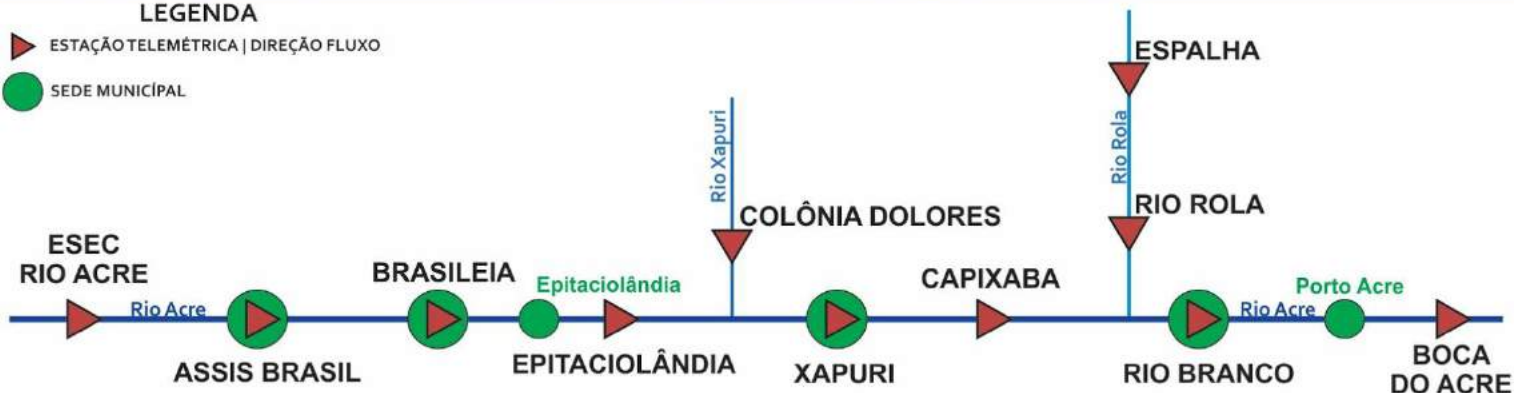 LEGENDA
ESTAÇÃO TELEMÉTRICA | DIREÇÃO FLUXO
SEDE MUNICÍPAL
ESPALHA
Rio Xapuri
Rio Rola
COLÔNIA DOLORES
RIO ROLA
ESEC
RIO ACRE
BRASILEIA
Epitaciolândia
CAPIXABA
Porto Acre
Rio Acre
Rio Acre
ASSIS BRASIL
EPITACIOLÂNDIA
XAPURI
RIO BRANCO
BOCA
DO ACRE